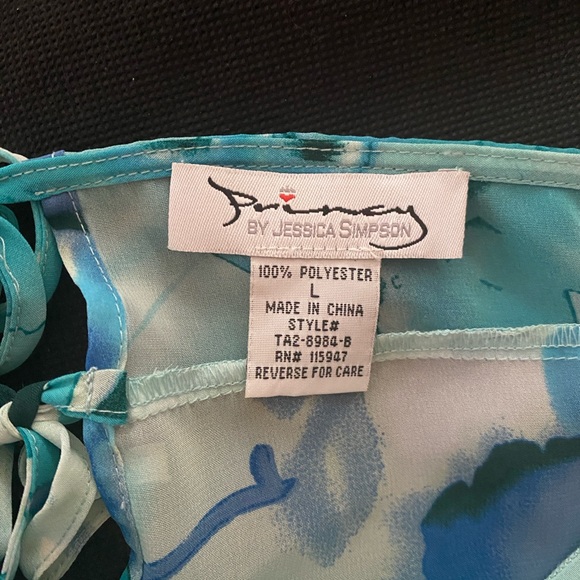 Princy
BY JESSICA SIMPSON
100% POLYESTER
L
MADE IN CHINA
STYLE#
TA2-8984-B
RN# 115947
REVERSE FOR CARE